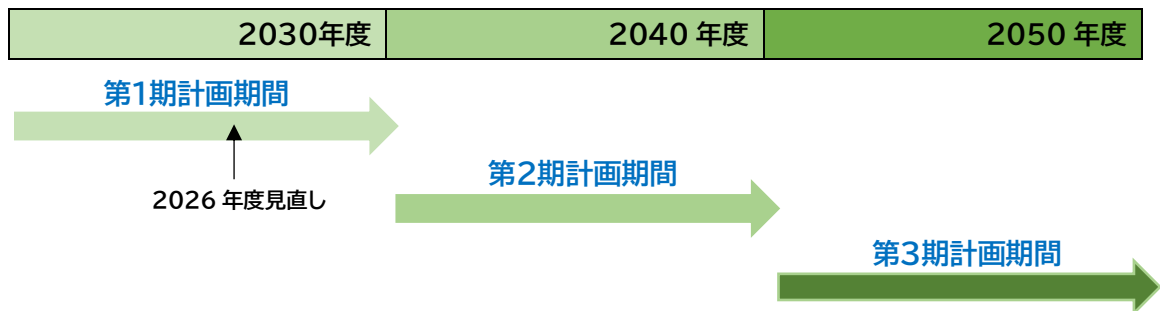 2030年度 2040 年度 2050 年度
第1期計画期間
2026 年度見直し
第2期計画期間
第3期計画期間